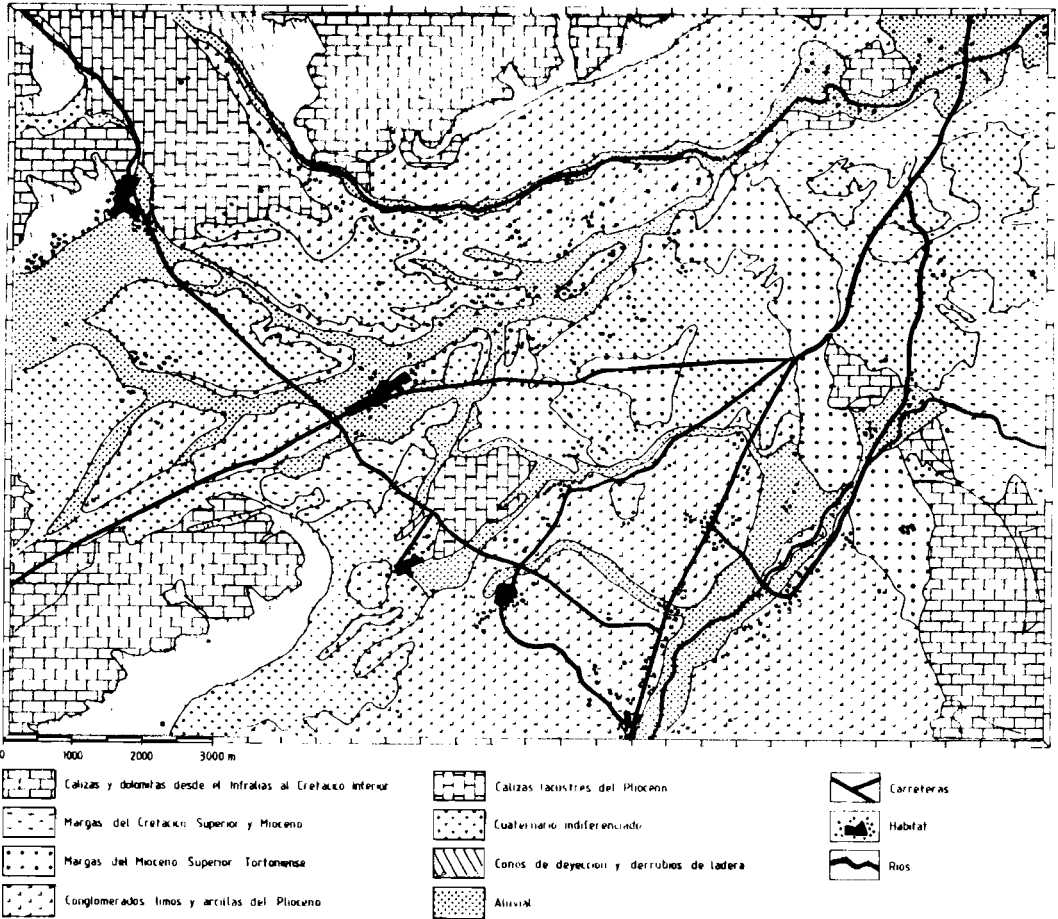 0 1000 2000 3000 m
Calizas y dolomitas desde el Infralias al Cretacico Inferior
Margas del Cretacico Superior y Mioceno
Margas del Mioceno Superior Tortoniense
Conglomerados limos y arcillas del Plioceno
Calizas lacustres del Plioceno
Cuaternario indiferenciado
Conos de deyeccion y derrubios de ladera
Aluvial
Carreteras
Habitat
Rios